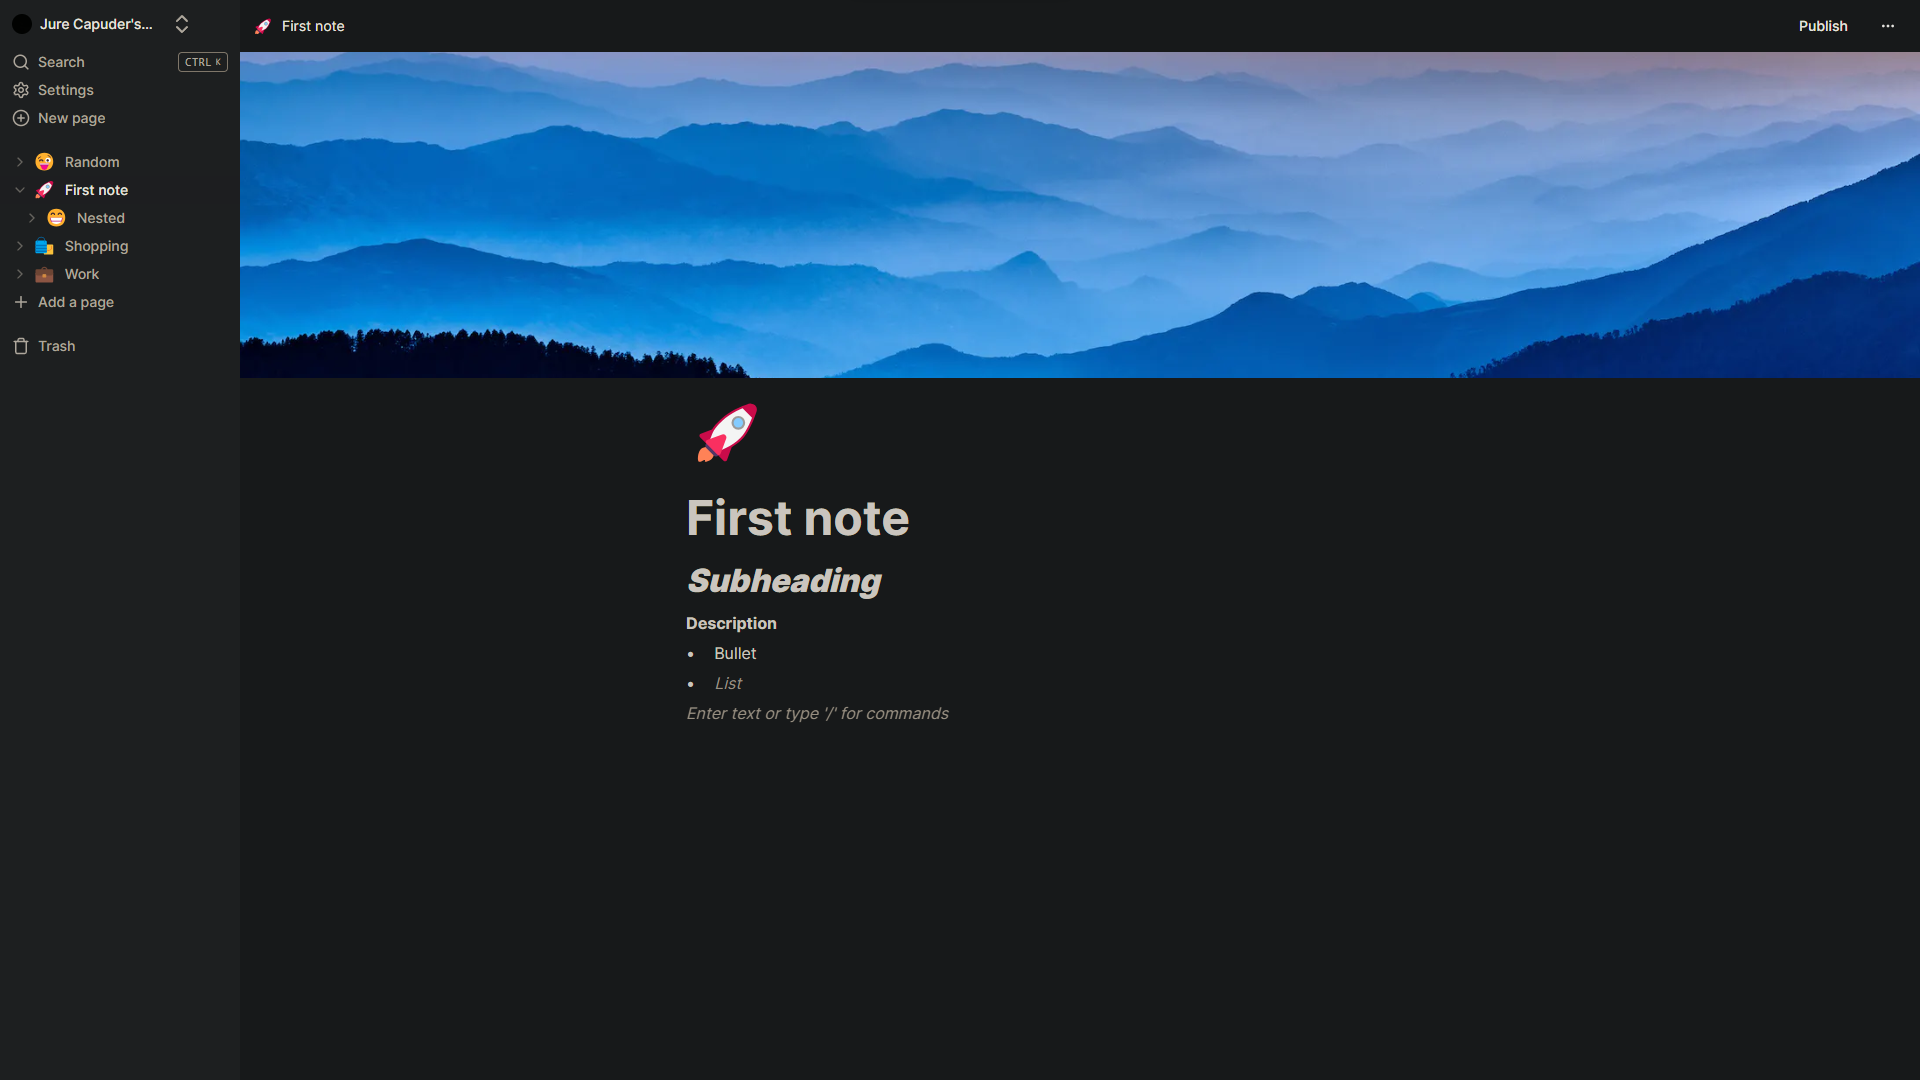 Jure Capuder's...
Search
CTRL K
Settings
New page
Random
First note
Nested
Shopping
Work
Add a page
Trash
First note
Publish
First note
Subheading
Description
• Bullet
• List
Enter text or type '/' for commands